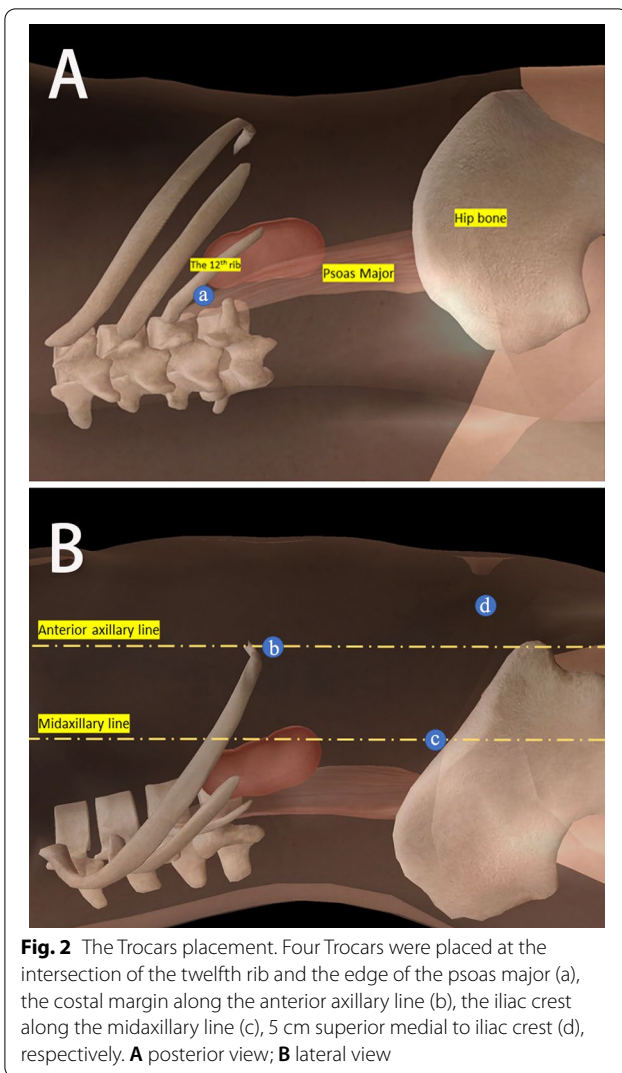 A
Hip bone
The 12th rib
Psoas Major
a
B
d
Anterior axillary line
b
Midaxillary line
c
Fig. 2 The Trocars placement. Four Trocars were placed at the
intersection of the twelfth rib and the edge of the psoas major (a),
the costal margin along the anterior axillary line (b), the iliac crest
along the midaxillary line (c), 5 cm superior medial to iliac crest (d),
respectively. A posterior view; B lateral view